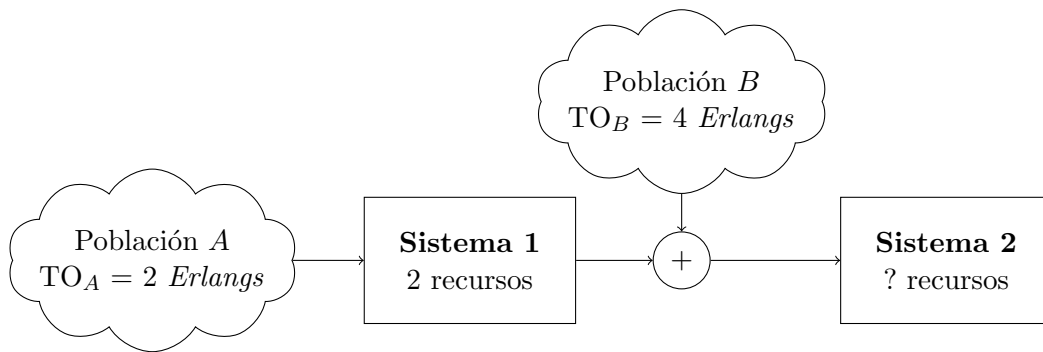 Población B
TO_B = 4 Erlangs
Población A
TO_A = 2 Erlangs
Sistema 1
2 recursos
+
Sistema 2
? recursos